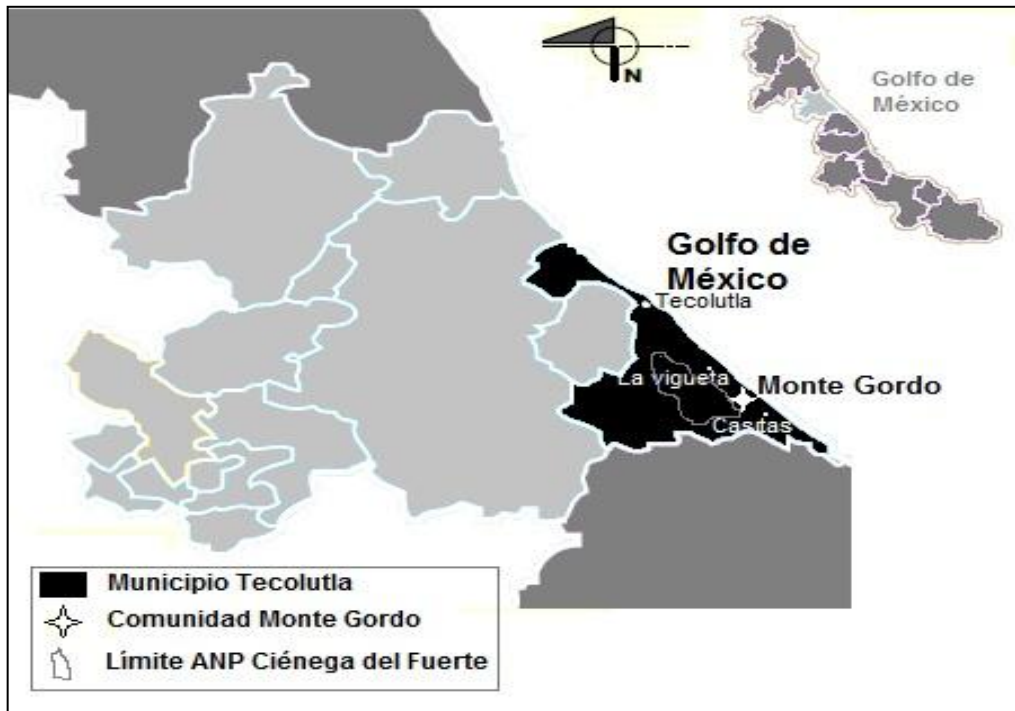 N
Golfo de
México
Golfo de
México
Tecolutla
La vigueta
Monte Gordo
Casitas
Municipio Tecolutla
Comunidad Monte Gordo
Límite ANP Ciénega del Fuerte